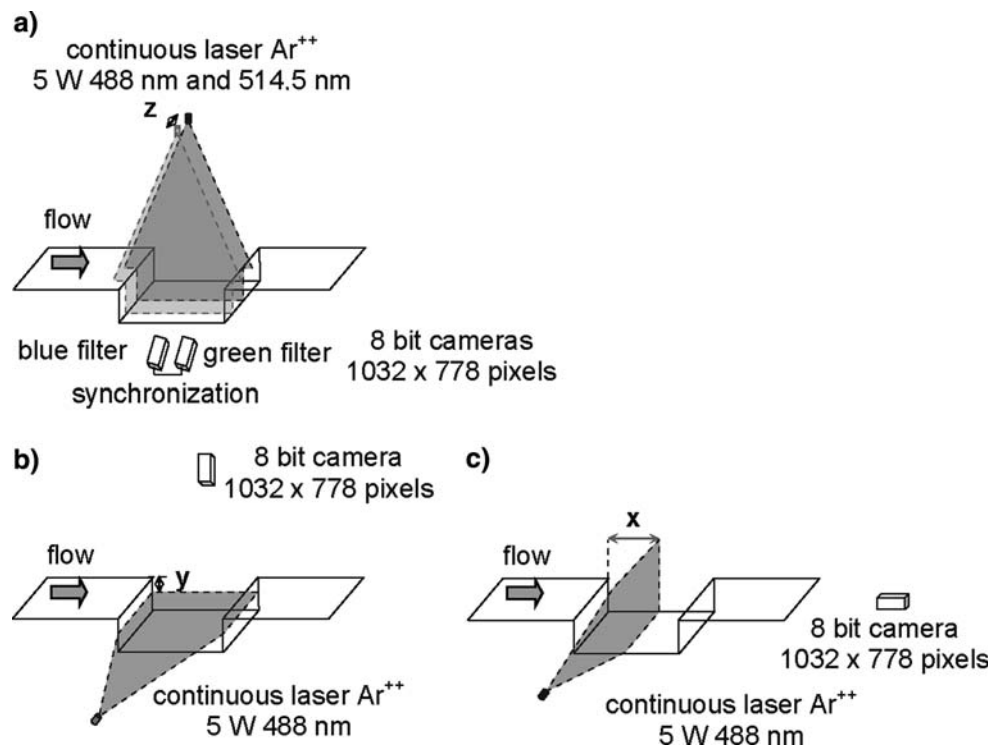 a)
continuous laser Ar++
5 W 488 nm and 514.5 nm
z
flow
blue filter
green filter
synchronization
8 bit cameras
1032 x 778 pixels
b)
8 bit camera
1032 x 778 pixels
flow
y
continuous laser Ar++
5 W 488 nm
c)
x
flow
8 bit camera
1032 x 778 pixels
continuous laser Ar++
5 W 488 nm